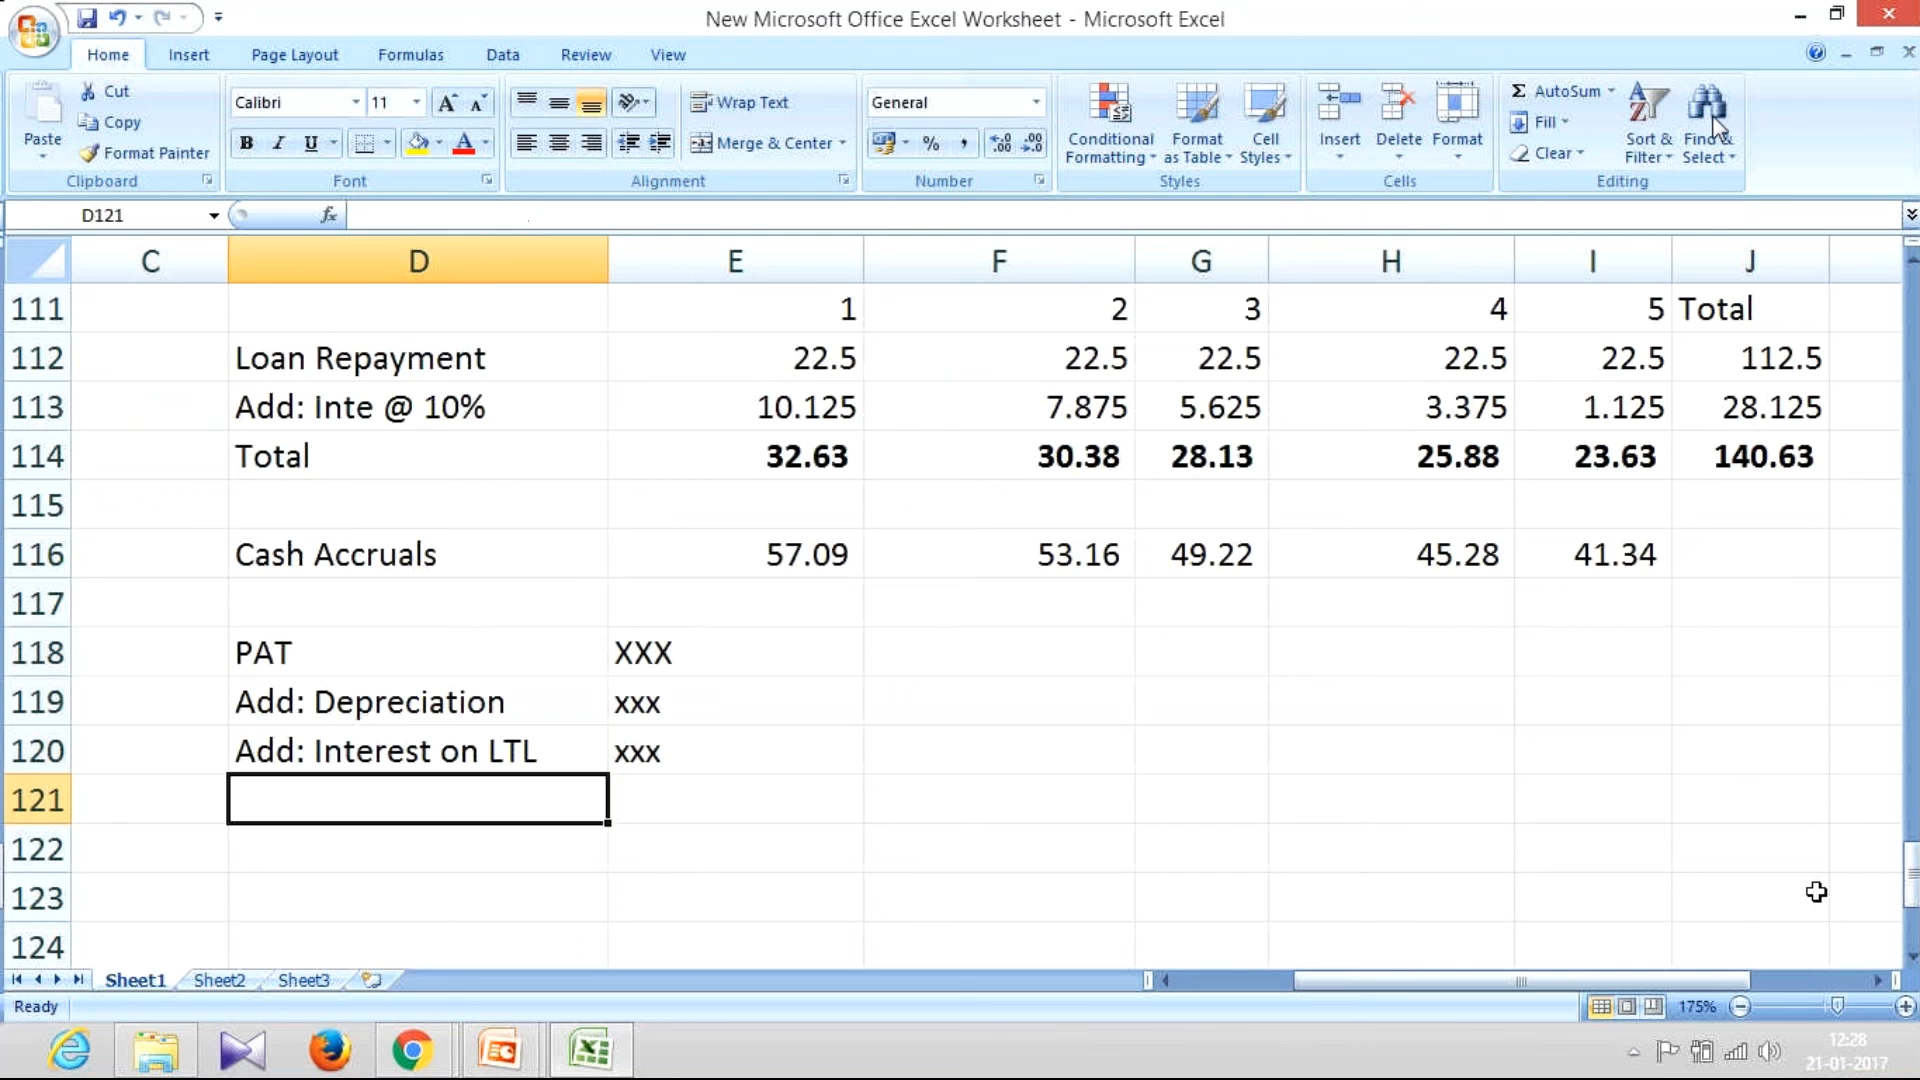 New Microsoft Office Excel Worksheet - Microsoft Excel
Home Insert Page Layout Formulas Data Review View
Paste Cut Copy Format Painter Clipboard
Calibri 11 B I U A Font
Wrap Text Merge & Center Alignment
General % , Number
Conditional Formatting Format as Table Cell Styles Styles
Insert Delete Format Cells
Σ AutoSum Fill Clear Sort & Filter Find & Select Editing
D121 fx
C D E F G H I J
111 1 2 3 4 5 Total
112 Loan Repayment 22.5 22.5 22.5 22.5 22.5 112.5
113 Add: Inte @ 10% 10.125 7.875 5.625 3.375 1.125 28.125
114 Total 32.63 30.38 28.13 25.88 23.63 140.63
115
116 Cash Accruals 57.09 53.16 49.22 45.28 41.34
117
118 PAT XXX
119 Add: Depreciation xxx
120 Add: Interest on LTL xxx
121
122
123
124
Sheet1 Sheet2 Sheet3
Ready 175%
12:28
21-01-2017